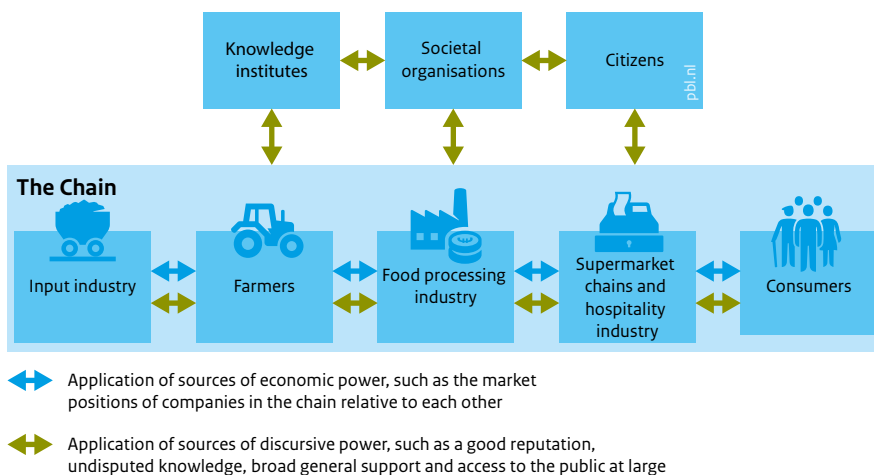 Knowledge
institutes
Societal
organisations
Citizens
pbl.nl
The Chain
Input industry
Farmers
Food processing
industry
Supermarket
chains and
hospitality
industry
Consumers
Application of sources of economic power, such as the market
positions of companies in the chain relative to each other
Application of sources of discursive power, such as a good reputation,
undisputed knowledge, broad general support and access to the public at large